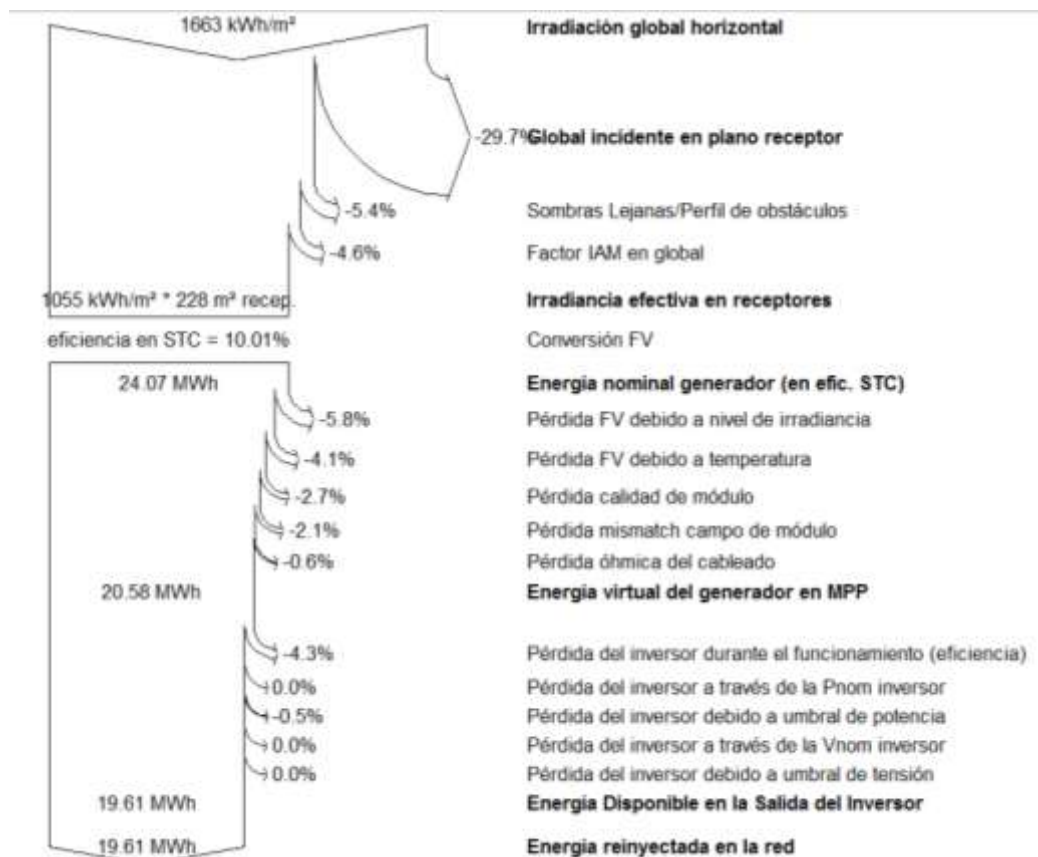 1663 kWh/m² Irradiación global horizontal
-29.7% Global incidente en plano receptor
-5.4% Sombras Lejanas/Perfil de obstáculos
-4.6% Factor IAM en global
1055 kWh/m² * 228 m² recep. Irradiancia efectiva en receptores
eficiencia en STC = 10.01% Conversión FV
24.07 MWh Energia nominal generador (en efic. STC)
-5.8% Pérdida FV debido a nivel de irradiancia
-4.1% Pérdida FV debido a temperatura
-2.7% Pérdida calidad de módulo
-2.1% Pérdida mismatch campo de módulo
-0.6% Pérdida óhmica del cableado
20.58 MWh Energia virtual del generador en MPP
-4.3% Pérdida del inversor durante el funcionamiento (eficiencia)
0.0% Pérdida del inversor a través de la Pnom inversor
-0.5% Pérdida del inversor debido a umbral de potencia
0.0% Pérdida del inversor a través de la Vnom inversor
0.0% Pérdida del inversor debido a umbral de tensión
19.61 MWh Energia Disponible en la Salida del Inversor
19.61 MWh Energia reinyectada en la red